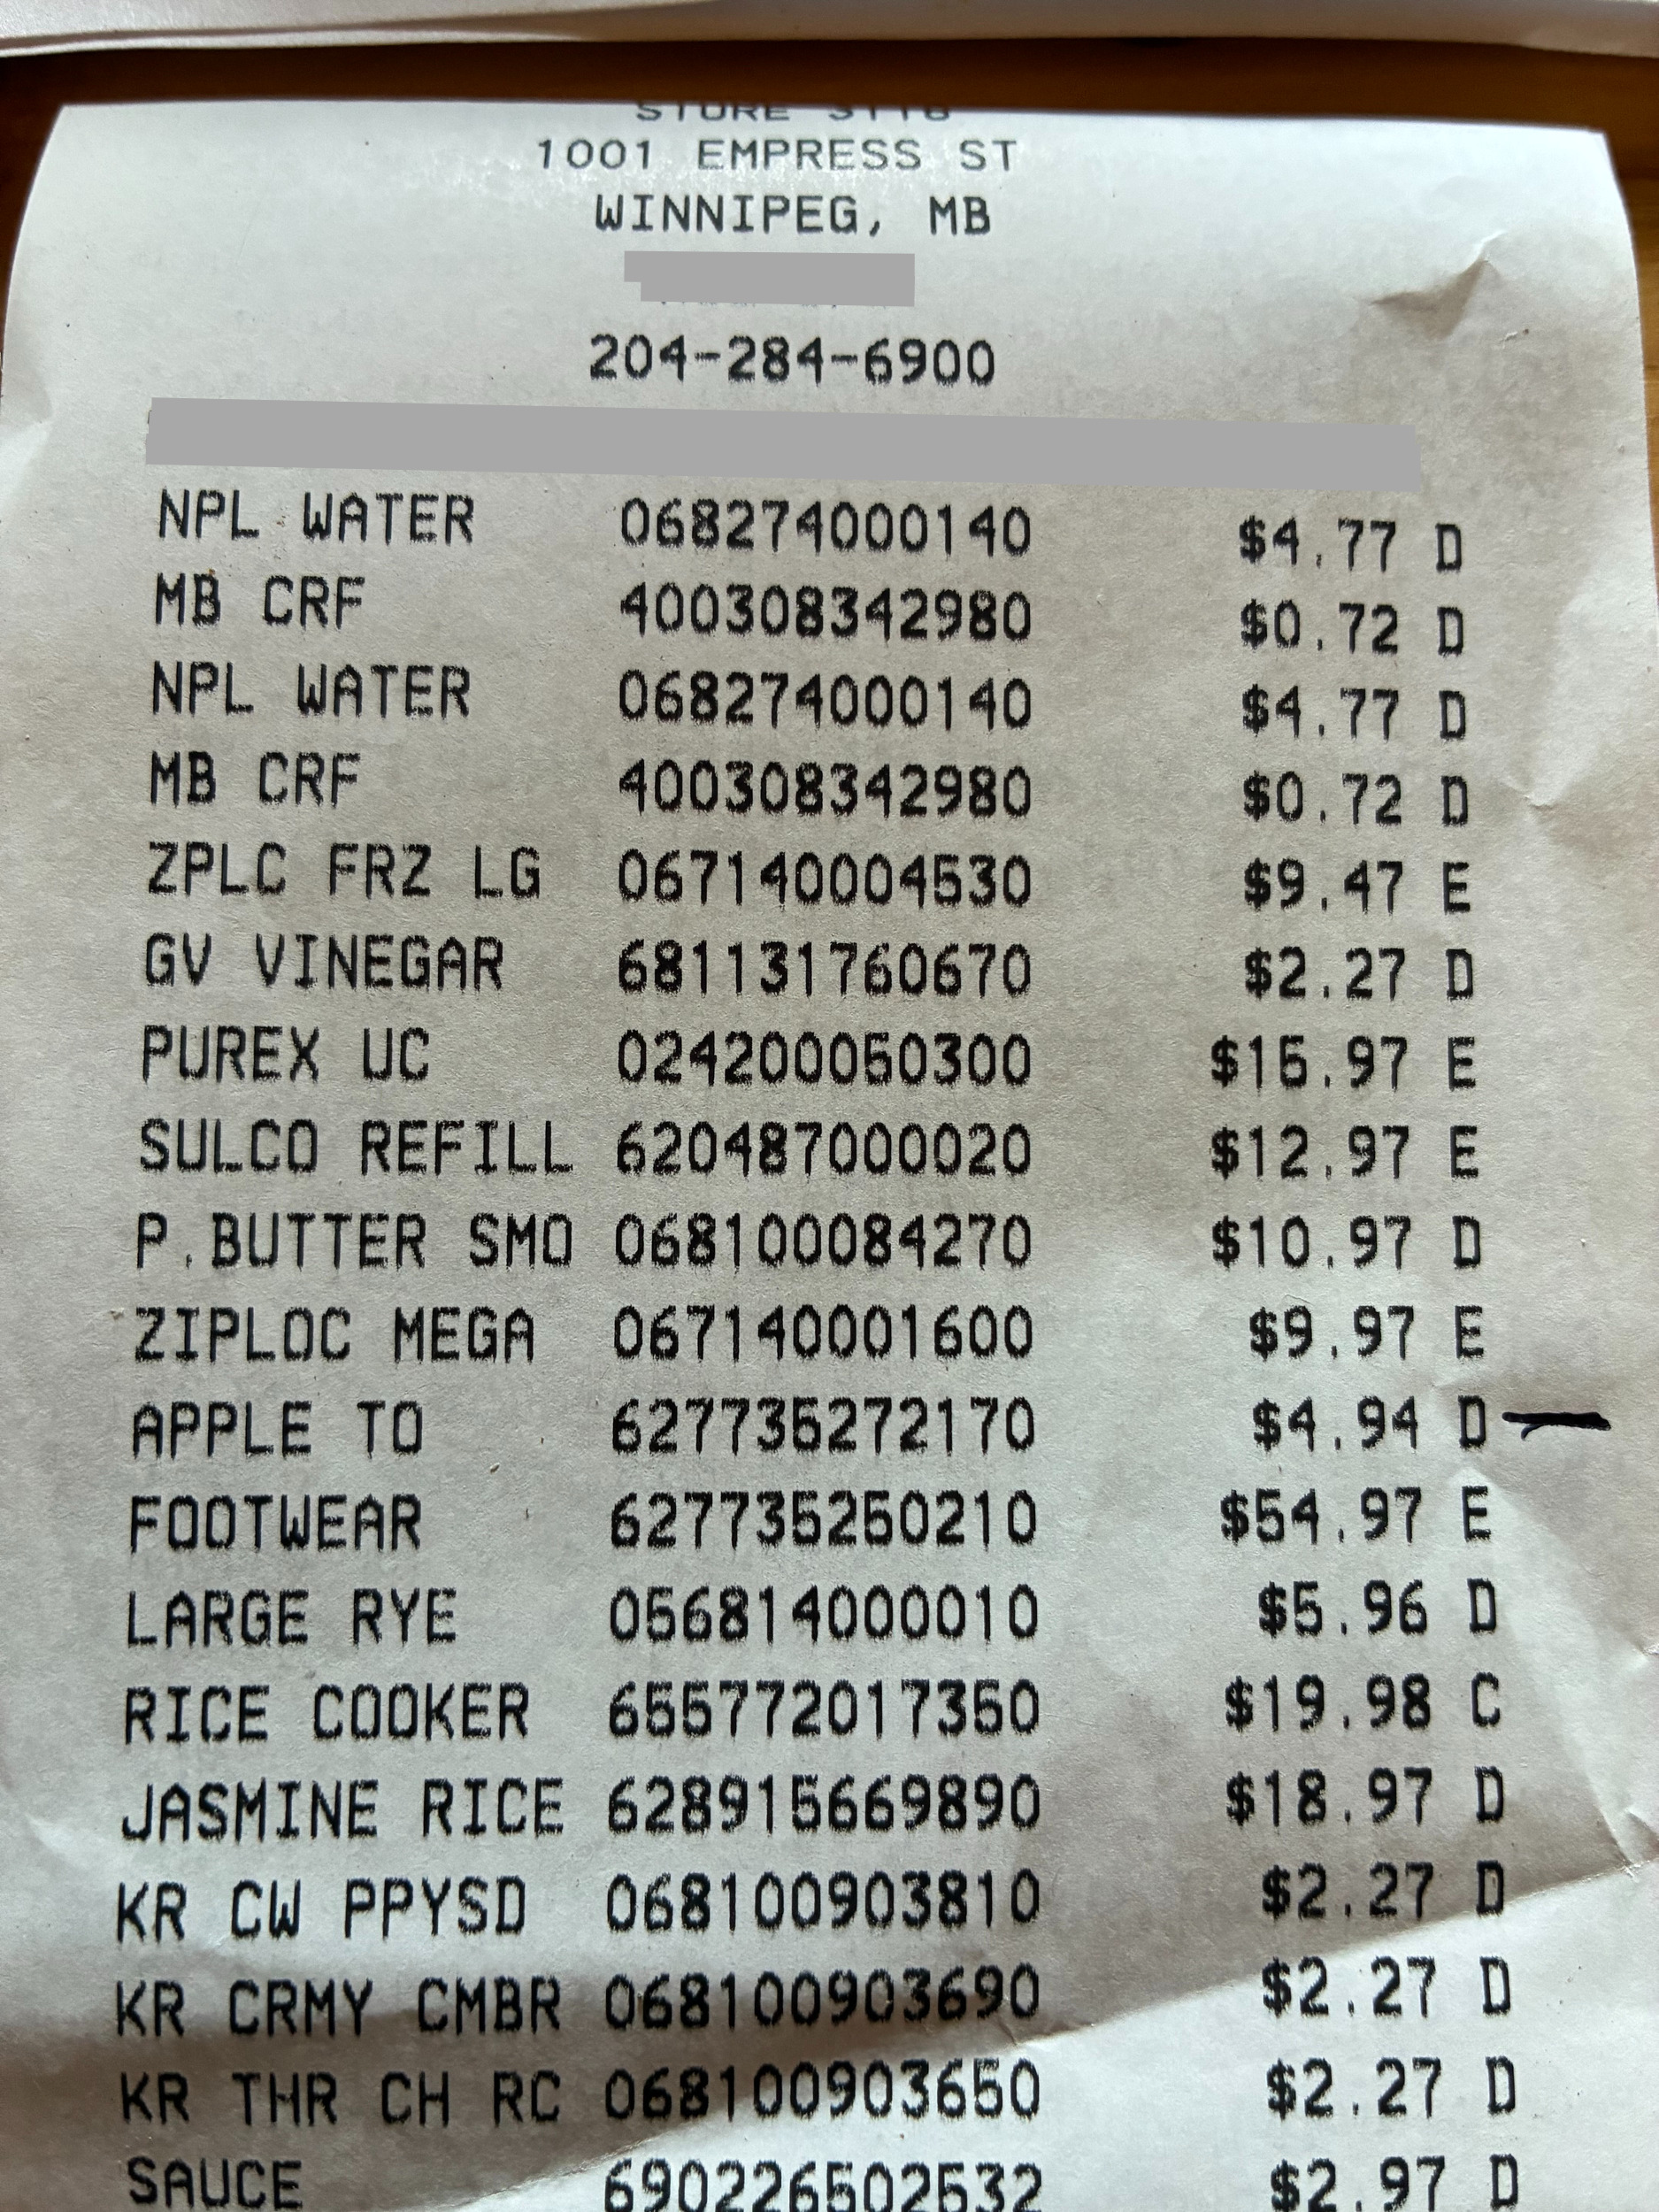 STORE 3118
1001 EMPRESS ST
WINNIPEG, MB
204-284-6900
NPL WATER 068274000140 $4.77 D
MB CRF 400308342980 $0.72 D
NPL WATER 068274000140 $4.77 D
MB CRF 400308342980 $0.72 D
ZPLC FRZ LG 067140004530 $9.47 E
GV VINEGAR 681131760670 $2.27 D
PUREX UC 024200050300 $15.97 E
SULCO REFILL 620487000020 $12.97 E
P.BUTTER SMO 068100084270 $10.97 D
ZIPLOC MEGA 067140001600 $9.97 E
APPLE TO 627735272170 $4.94 D
FOOTWEAR 627735250210 $54.97 E
LARGE RYE 056814000010 $5.96 D
RICE COOKER 655772017350 $19.98 C
JASMINE RICE 628915669890 $18.97 D
KR CW PPYSD 068100903810 $2.27 D
KR CRMY CMBR 068100903690 $2.27 D
KR THR CH RC 068100903650 $2.27 D
SAUCE 690226502532 $2.97 D